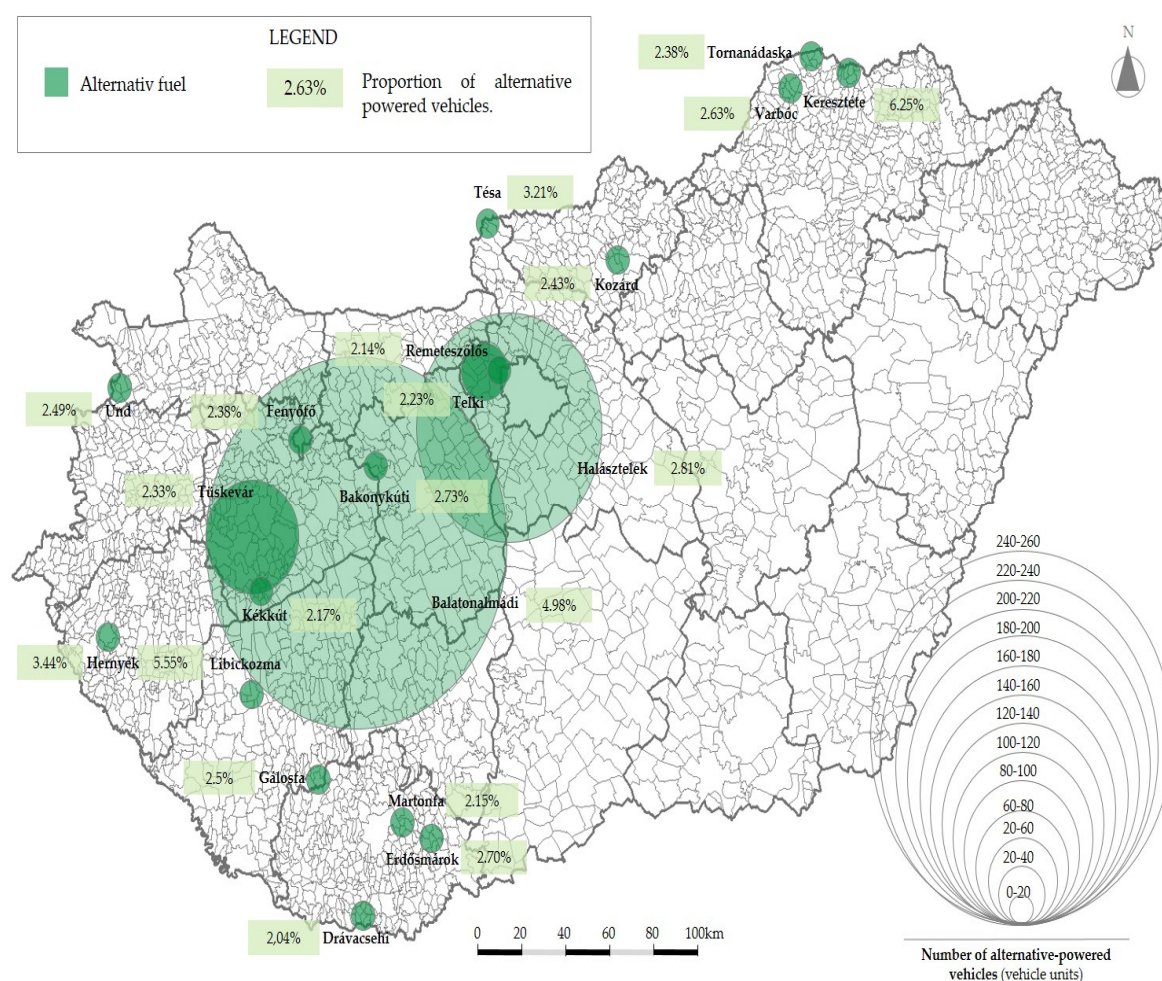 LEGEND
Alternativ fuel
2.63%
Proportion of alternative
powered vehicles.
N
2.38%
Tornanádaska
2.63%
Varbóc
Keresztéte
6.25%
Tésa
3.21%
2.43%
Kozárd
2.14%
Remeteszőlős
2.23%
Telki
2.49%
Und
2.38%
Fenyőfő
Halásztelek
2.81%
2.33%
Tüskevár
Bakonykúti
2.73%
Balatonalmádi
4.98%
Kékkút
2.17%
3.44%
Hernyék
5.55%
Libickozma
2.5%
Gálosfa
Martonfa
2.15%
Erdősmárok
2.70%
2,04%
Drávacsehi
0
20
40
60
80
100km
240-260
220-240
200-220
180-200
160-180
140-160
120-140
100-120
80-100
60-80
20-60
20-40
0-20
Number of alternative-powered
vehicles (vehicle units)